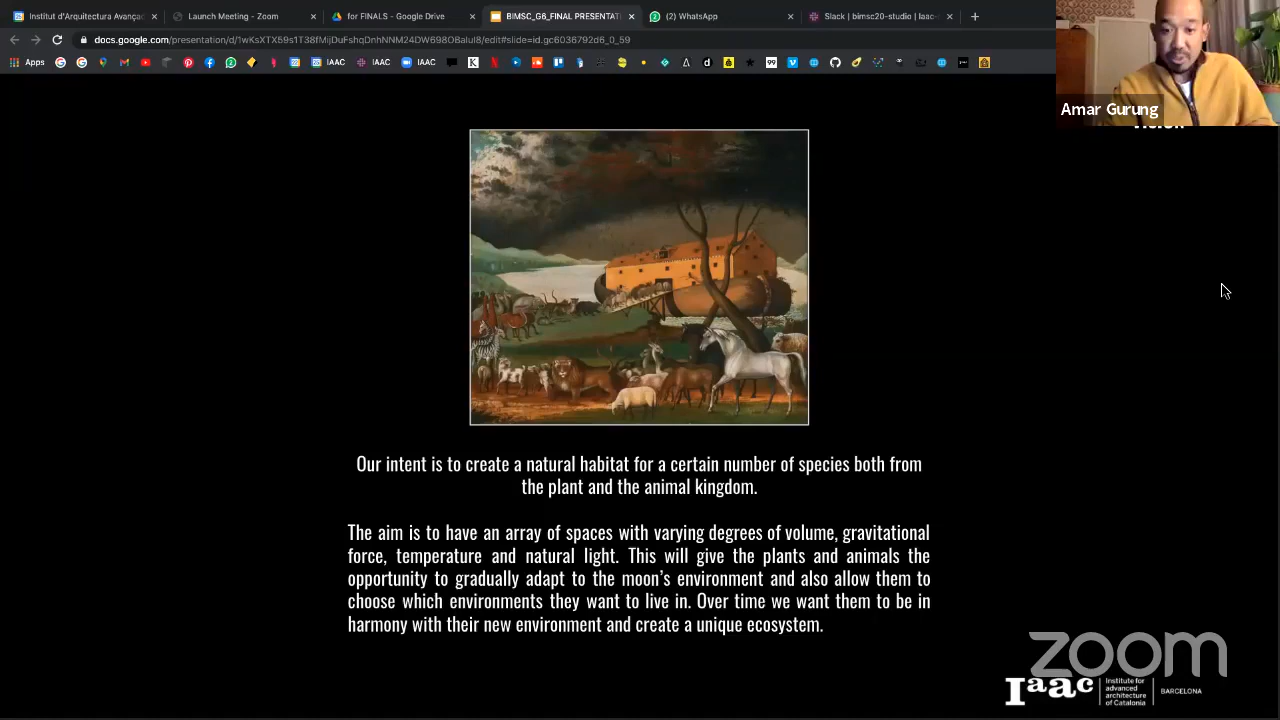 Institut d'Arquitectura Avança
Launch Meeting - Zoom
for FINALS - Google Drive
BIMSC_G6_FINAL PRESENTAT
(2) WhatsApp
Slack | bimsc20-studio | Iaac-
docs.google.com/presentation/d/1wKsXTX59s1T38fMijDuFshqDnhNNM24DW698OBaluI8/edit#slide=id.gc6036792d6_0_59
Apps
IAAC
IAAC
IAAC
Amar Gurung
Our intent is to create a natural habitat for a certain number of species both from
the plant and the animal kingdom.
The aim is to have an array of spaces with varying degrees of volume, gravitational
force, temperature and natural light. This will give the plants and animals the
opportunity to gradually adapt to the moon's environment and also allow them to
choose which environments they want to live in. Over time we want them to be in
harmony with their new environment and create a unique ecosystem.
zoom
Iaac
Institute for
advanced
architecture
of Catalonia
BARCELONA